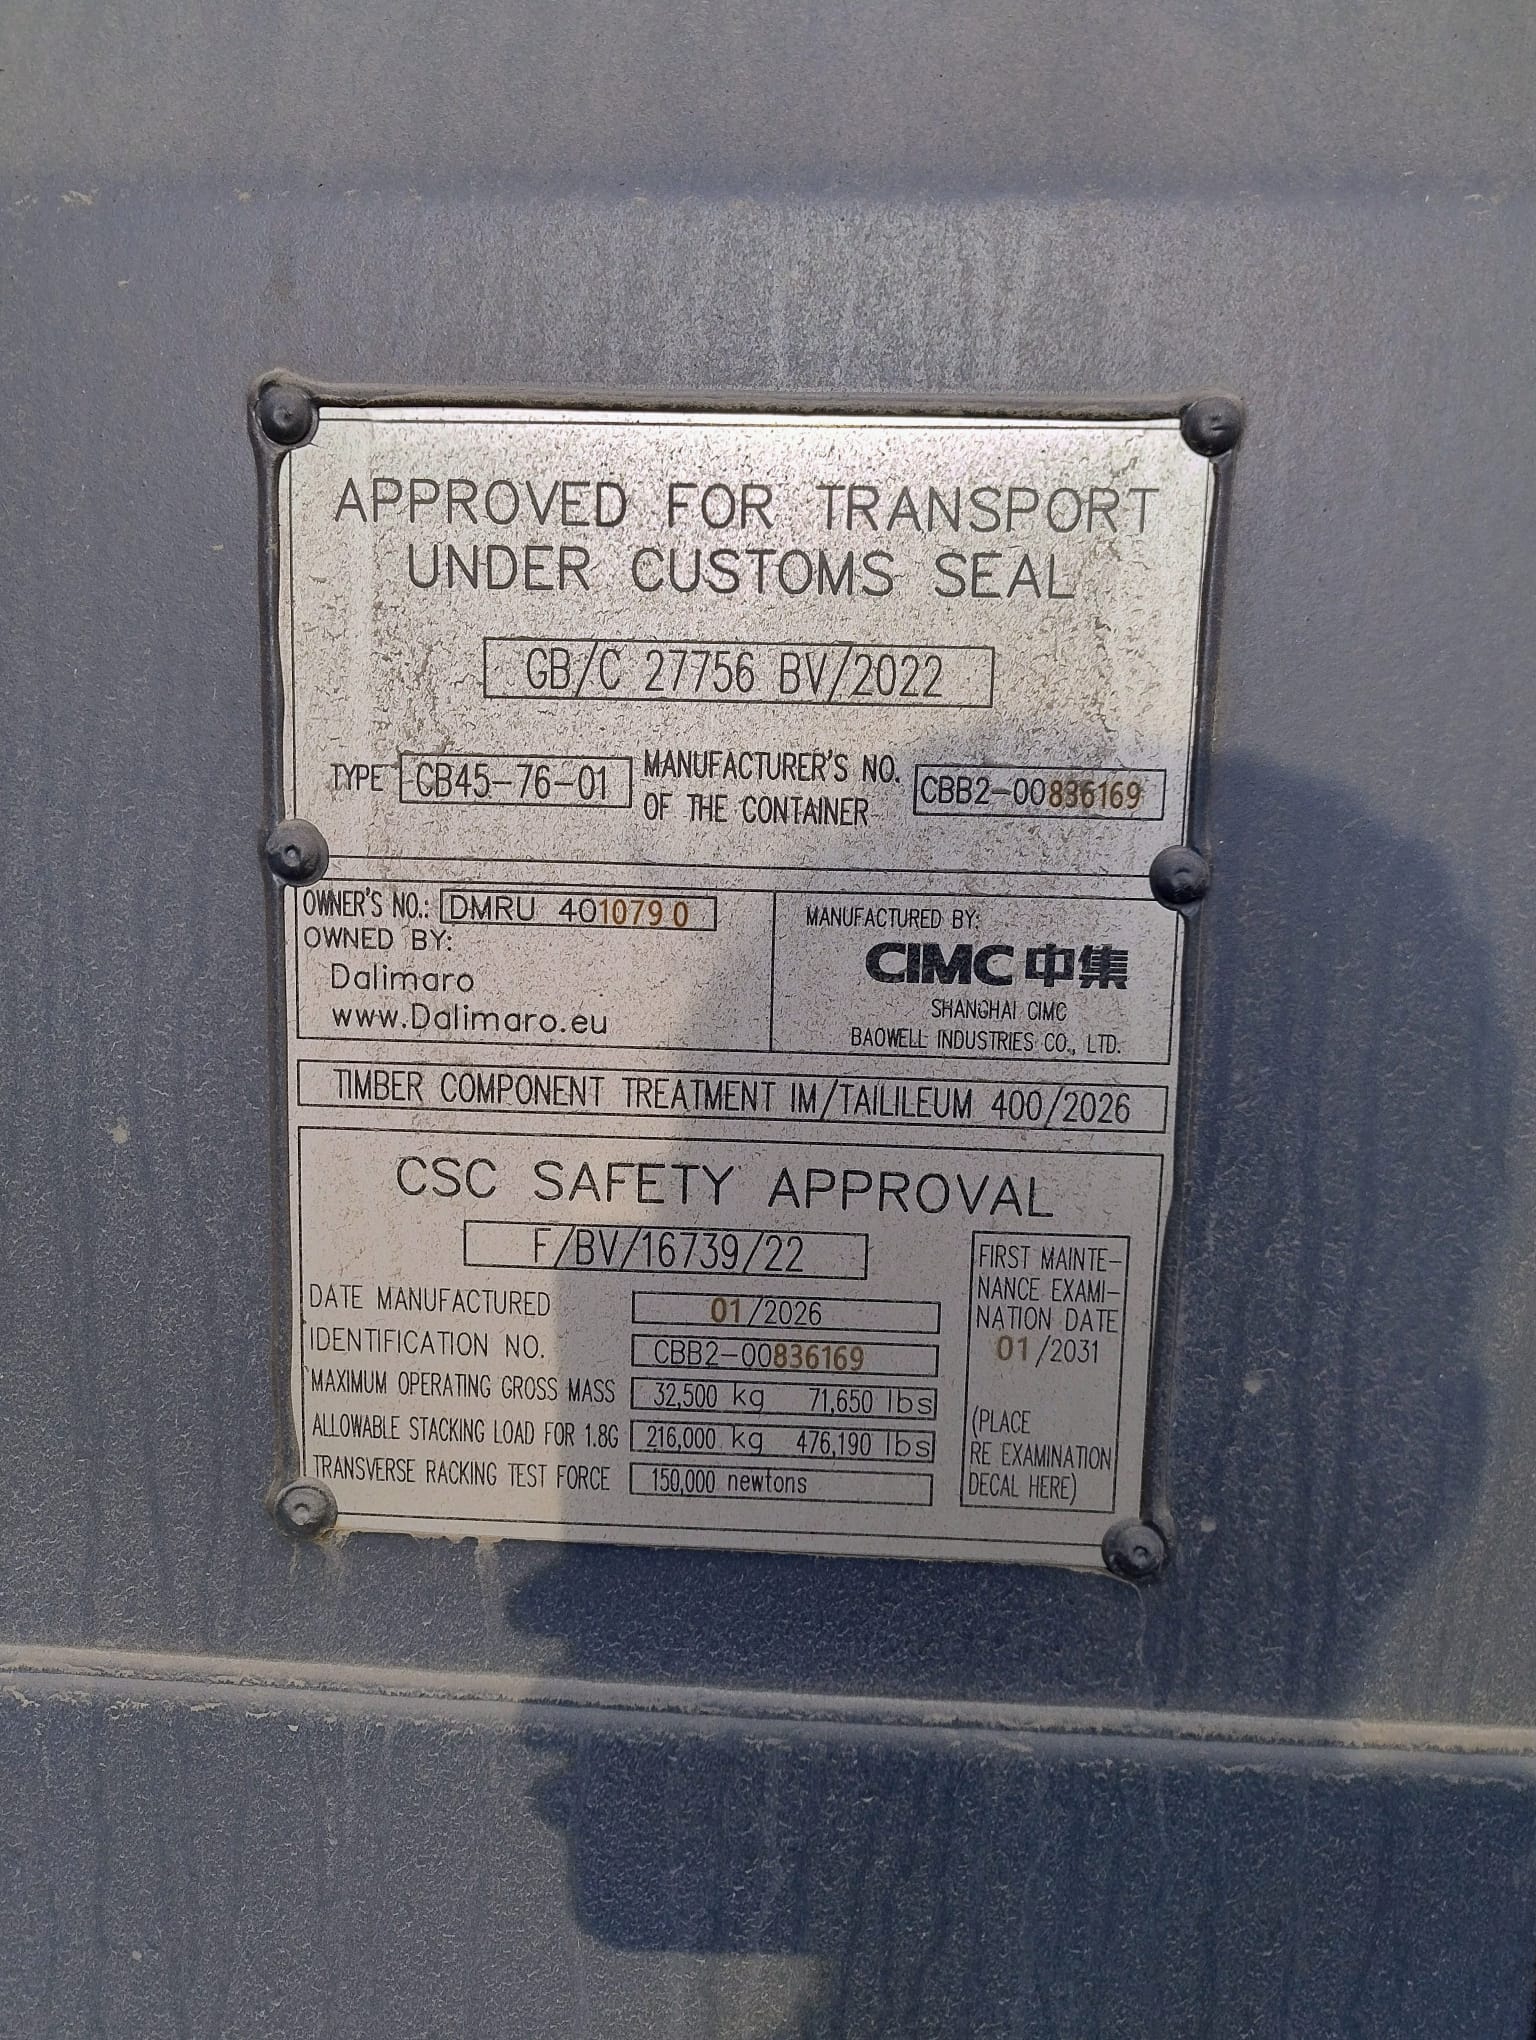 APPROVED FOR TRANSPORT
UNDER CUSTOMS SEAL
GB/C 27756 BV/2022
TYPE CB45-76-01
MANUFACTURER'S NO.
OF THE CONTAINER
CBB2-00836169
OWNER'S NO.: DMRU 401079 0
OWNED BY:
Dalimaro
www.Dalimaro.eu
MANUFACTURED BY:
CIMC 中集
SHANGHAI CIMC
BAOWELL INDUSTRIES CO., LTD.
TIMBER COMPONENT TREATMENT IM/TAILILEUM 400/2026
CSC SAFETY APPROVAL
F/BV/16739/22
DATE MANUFACTURED 01/2026
IDENTIFICATION NO. CBB2-00836169
MAXIMUM OPERATING GROSS MASS 32,500 kg 71,650 lbs
ALLOWABLE STACKING LOAD FOR 1.8G 216,000 kg 476,190 lbs
TRANSVERSE RACKING TEST FORCE 150,000 newtons
FIRST MAINTE-
NANCE EXAMI-
NATION DATE
01/2031
(PLACE
RE EXAMINATION
DECAL HERE)